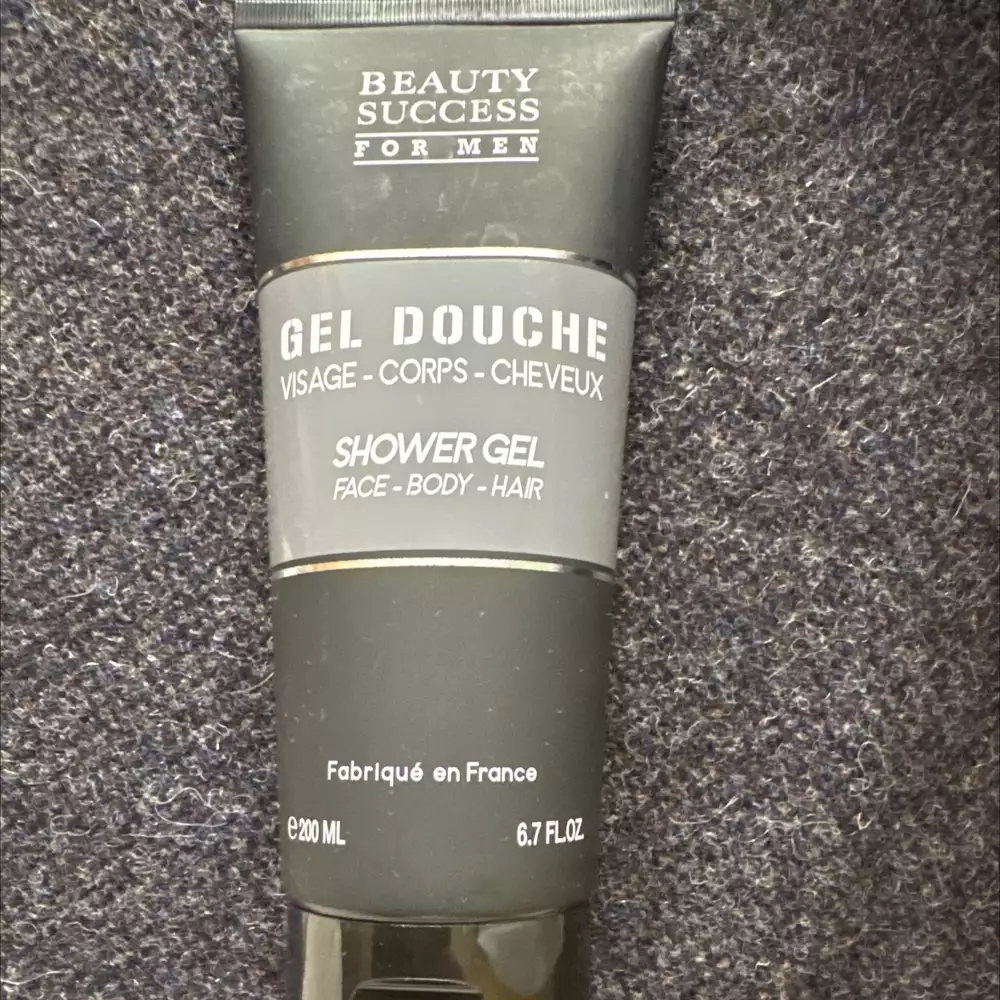 BEAUTY
SUCCESS
FOR MEN
GEL DOUCHE
VISAGE - CORPS - CHEVEUX
SHOWER GEL
FACE - BODY - HAIR
Fabriqué en France
℮200 ML 6.7 FL.OZ